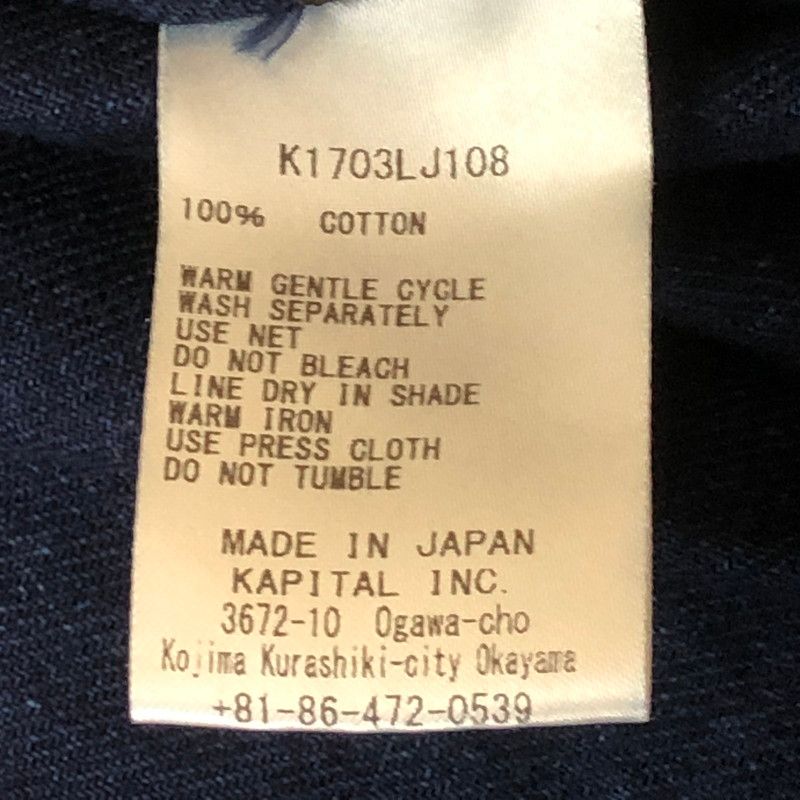 K1703LJ108
100% COTTON
WARM GENTLE CYCLE
WASH SEPARATELY
USE NET
DO NOT BLEACH
LINE DRY IN SHADE
WARM IRON
USE PRESS CLOTH
DO NOT TUMBLE
MADE IN JAPAN
KAPITAL INC.
3672-10 Ogawa-cho
Kojima Kurashiki-city Okayama
+81-86-472-0539